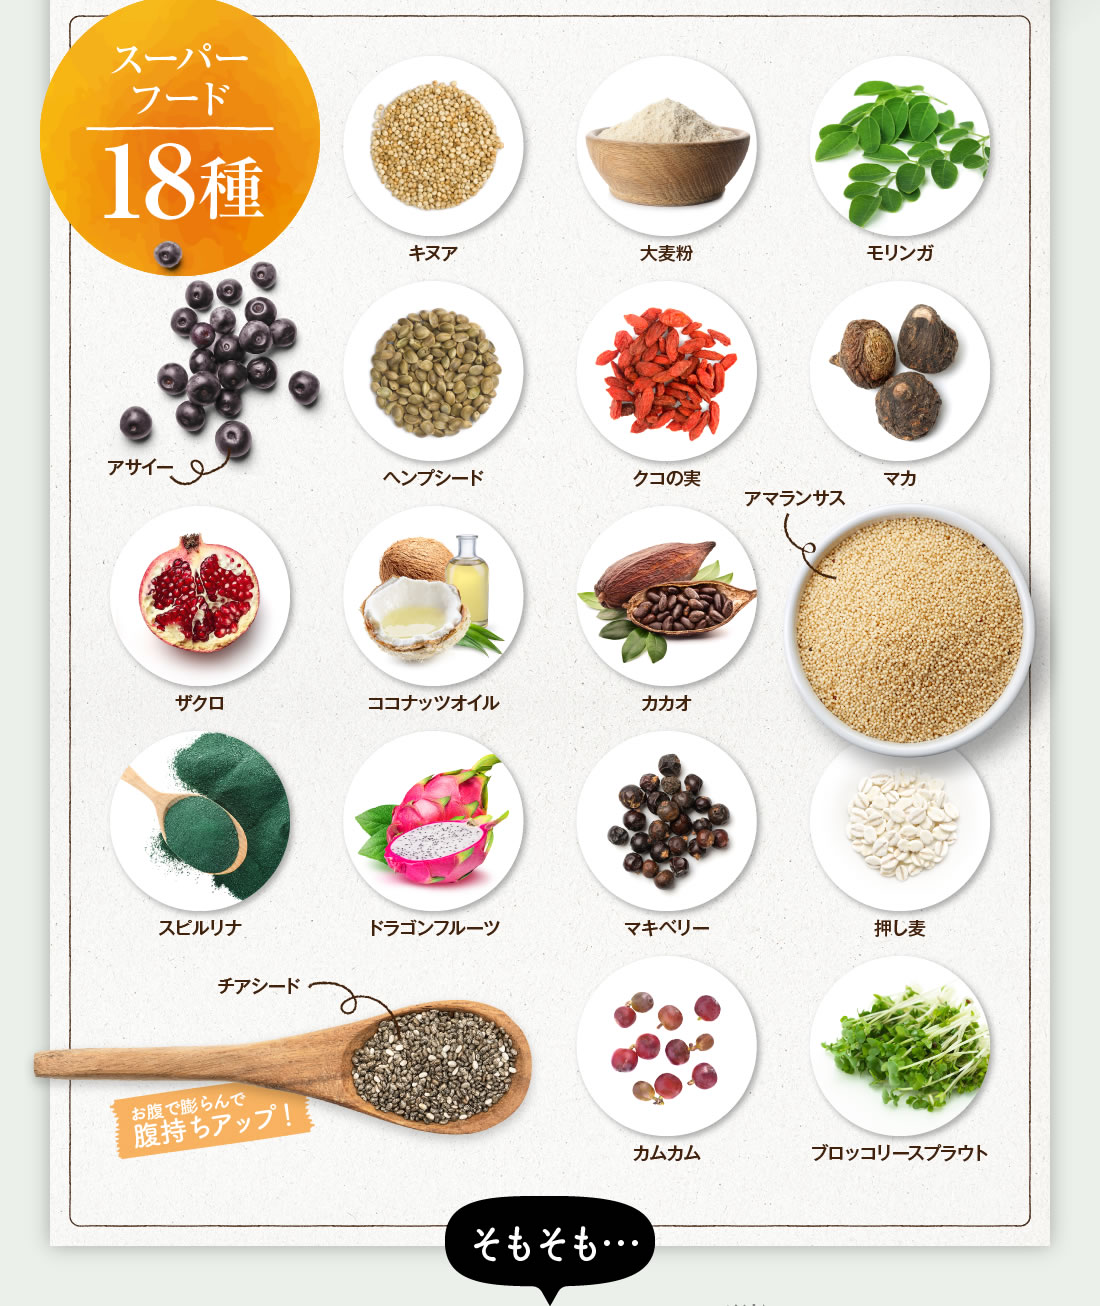 スーパー
フード
18種
キヌア
大麦粉
モリンガ
アサイー
ヘンプシード
クコの実
マカ
アマランサス
ザクロ
ココナッツオイル
カカオ
スピルリナ
ドラゴンフルーツ
マキベリー
押し麦
チアシード
お腹で膨らんで
腹持ちアップ！
カムカム
ブロッコリースプラウト
そもそも…